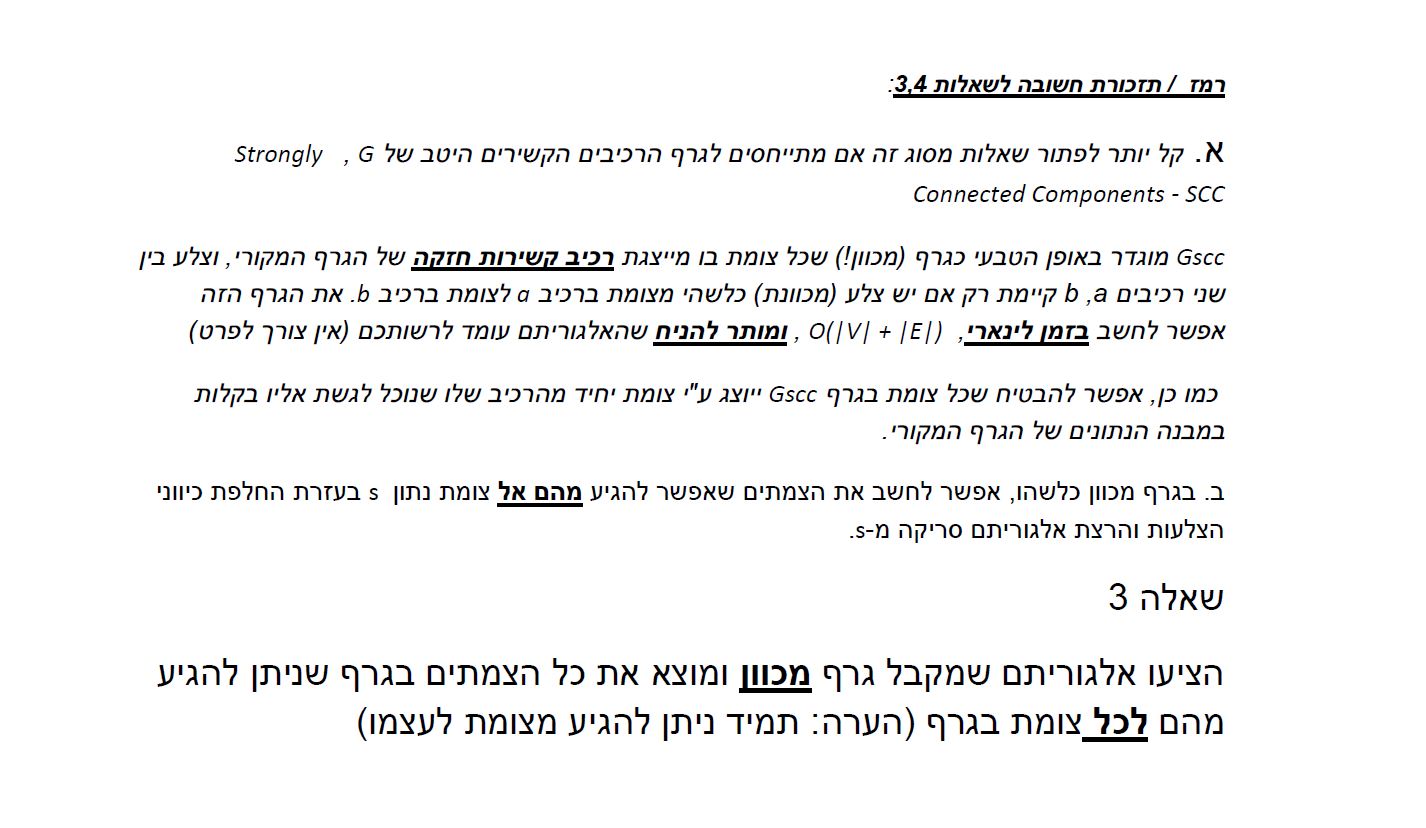 רמז / תזכורת חשובה לשאלות 3,4:
א. קל יותר לפתור שאלות מסוג זה אם מתייחסים לגרף הרכיבים הקשירים היטב של G , Strongly
Connected Components - SCC
Gscc מוגדר באופן הטבעי כגרף (מכוון!) שכל צומת בו מייצגת רכיב קשירות חזקה של הגרף המקורי, וצלע בין
שני רכיבים a, b קיימת רק אם יש צלע (מכוונת) כלשהי מצומת ברכיב a לצומת ברכיב b. את הגרף הזה
אפשר לחשב בזמן לינארי, O(|V| + |E|) , ומותר להניח שהאלגוריתם עומד לרשותכם (אין צורך לפרט)
כמו כן, אפשר להבטיח שכל צומת בגרף Gscc ייוצג ע"י צומת יחיד מהרכיב שלו שנוכל לגשת אליו בקלות
במבנה הנתונים של הגרף המקורי.
ב. בגרף מכוון כלשהו, אפשר לחשב את הצמתים שאפשר להגיע מהם אל צומת נתון s בעזרת החלפת כיווני
הצלעות והרצת אלגוריתם סריקה מ-s.
שאלה 3
הציעו אלגוריתם שמקבל גרף מכוון ומוצא את כל הצמתים בגרף שניתן להגיע
מהם לכל צומת בגרף (הערה: תמיד ניתן להגיע מצומת לעצמו)